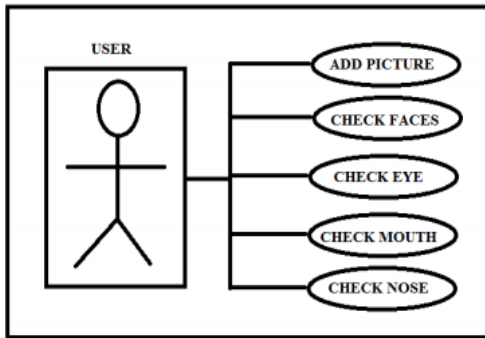 USER
ADD PICTURE
CHECK FACES
CHECK EYE
CHECK MOUTH
CHECK NOSE